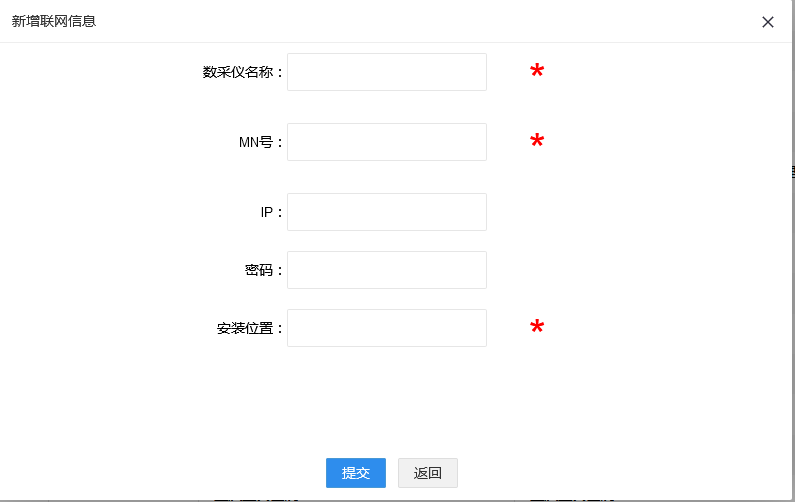 新增联网信息
数采仪名称： *
MN号： *
IP：
密码：
安装位置： *
提交 返回